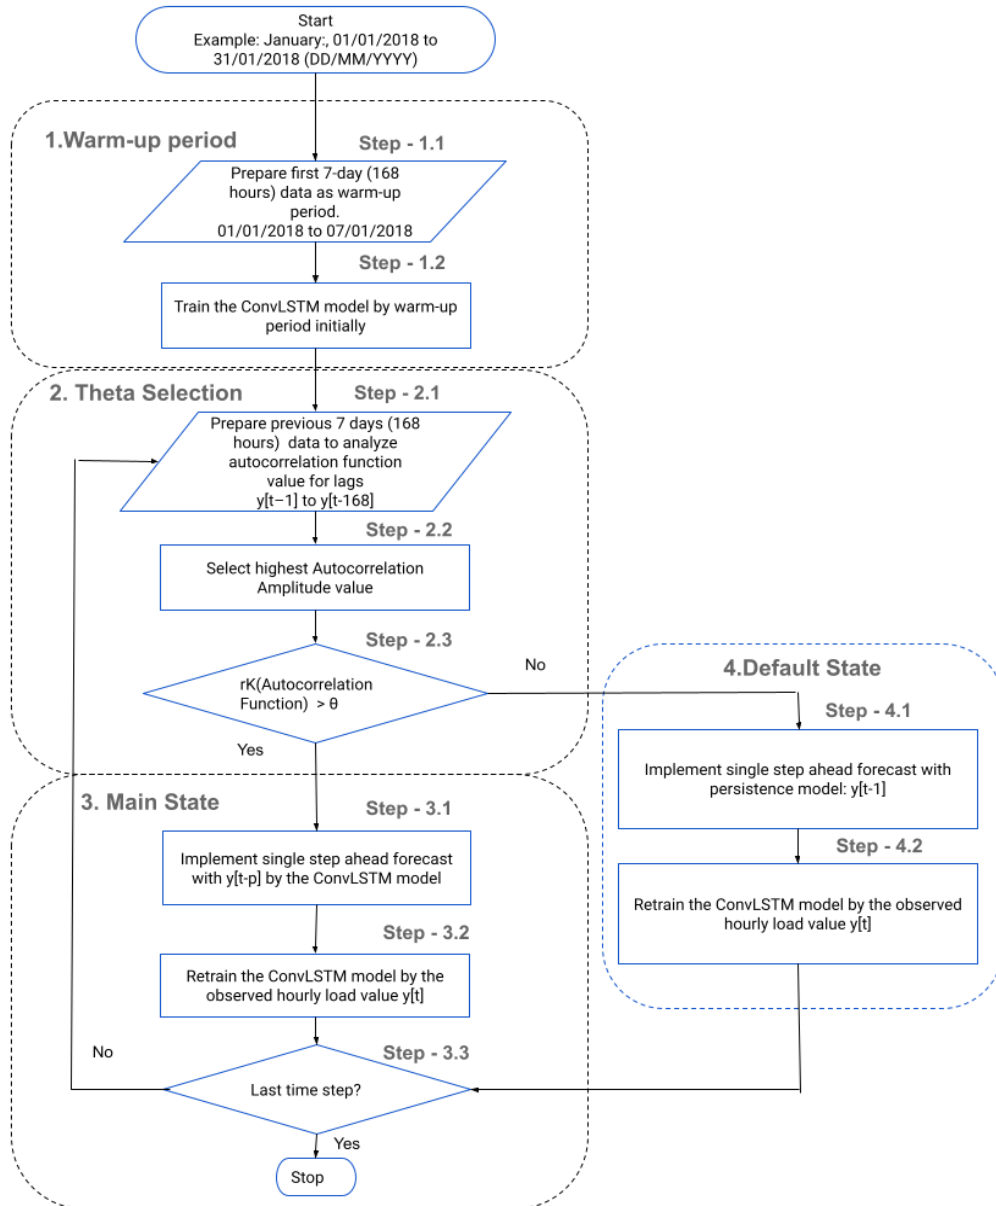 Start
Example: January:, 01/01/2018 to
31/01/2018 (DD/MM/YYYY)
1.Warm-up period
Step - 1.1
Prepare first 7-day (168
hours) data as warm-up
period.
01/01/2018 to 07/01/2018
Step - 1.2
Train the ConvLSTM model by warm-up
period initially
2. Theta Selection
Step - 2.1
Prepare previous 7 days (168
hours)  data to analyze
autocorrelation function
value for lags
y[t−1] to y[t-168]
Step - 2.2
Select highest Autocorrelation
Amplitude value
Step - 2.3
rK(Autocorrelation
Function)  > θ
No
Yes
4.Default State
Step - 4.1
Implement single step ahead forecast with
persistence model: y[t-1]
Step - 4.2
Retrain the ConvLSTM model by the observed
hourly load value y[t]
3. Main State
Step - 3.1
Implement single step ahead forecast
with y[t-p] by the ConvLSTM model
Step - 3.2
Retrain the ConvLSTM model by the
observed hourly load value y[t]
Step - 3.3
No
Last time step?
Yes
Stop